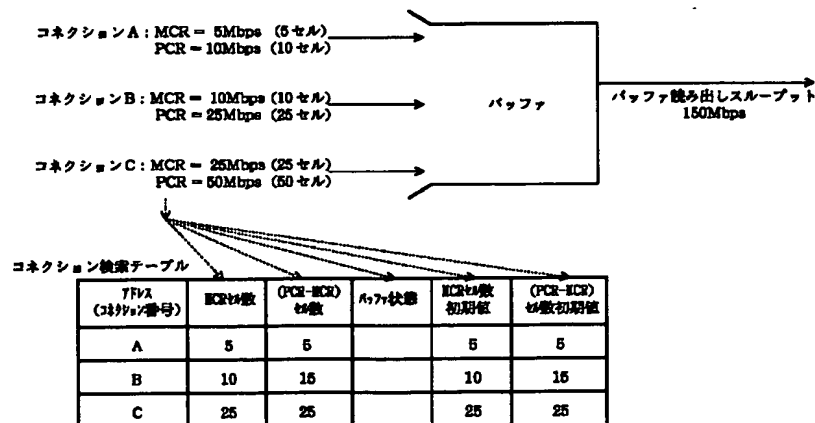 コネクションA:MCR = 5Mbps (5セル)
PCR = 10Mbps (10セル)
コネクションB:MCR = 10Mbps (10セル)
PCR = 25Mbps (25セル)
コネクションC:MCR = 25Mbps (25セル)
PCR = 50Mbps (50セル)
バッファ
バッファ読み出しスループット
150Mbps
コネクション検索テーブル
アドレス
(コネクション番号)
MCRセル数
(PCR-MCR)
セル数
バッファ状態
MCRセル数
初期値
(PCR-MCR)
セル数初期値
A 5 5 5 5
B 10 15 10 15
C 25 25 25 25